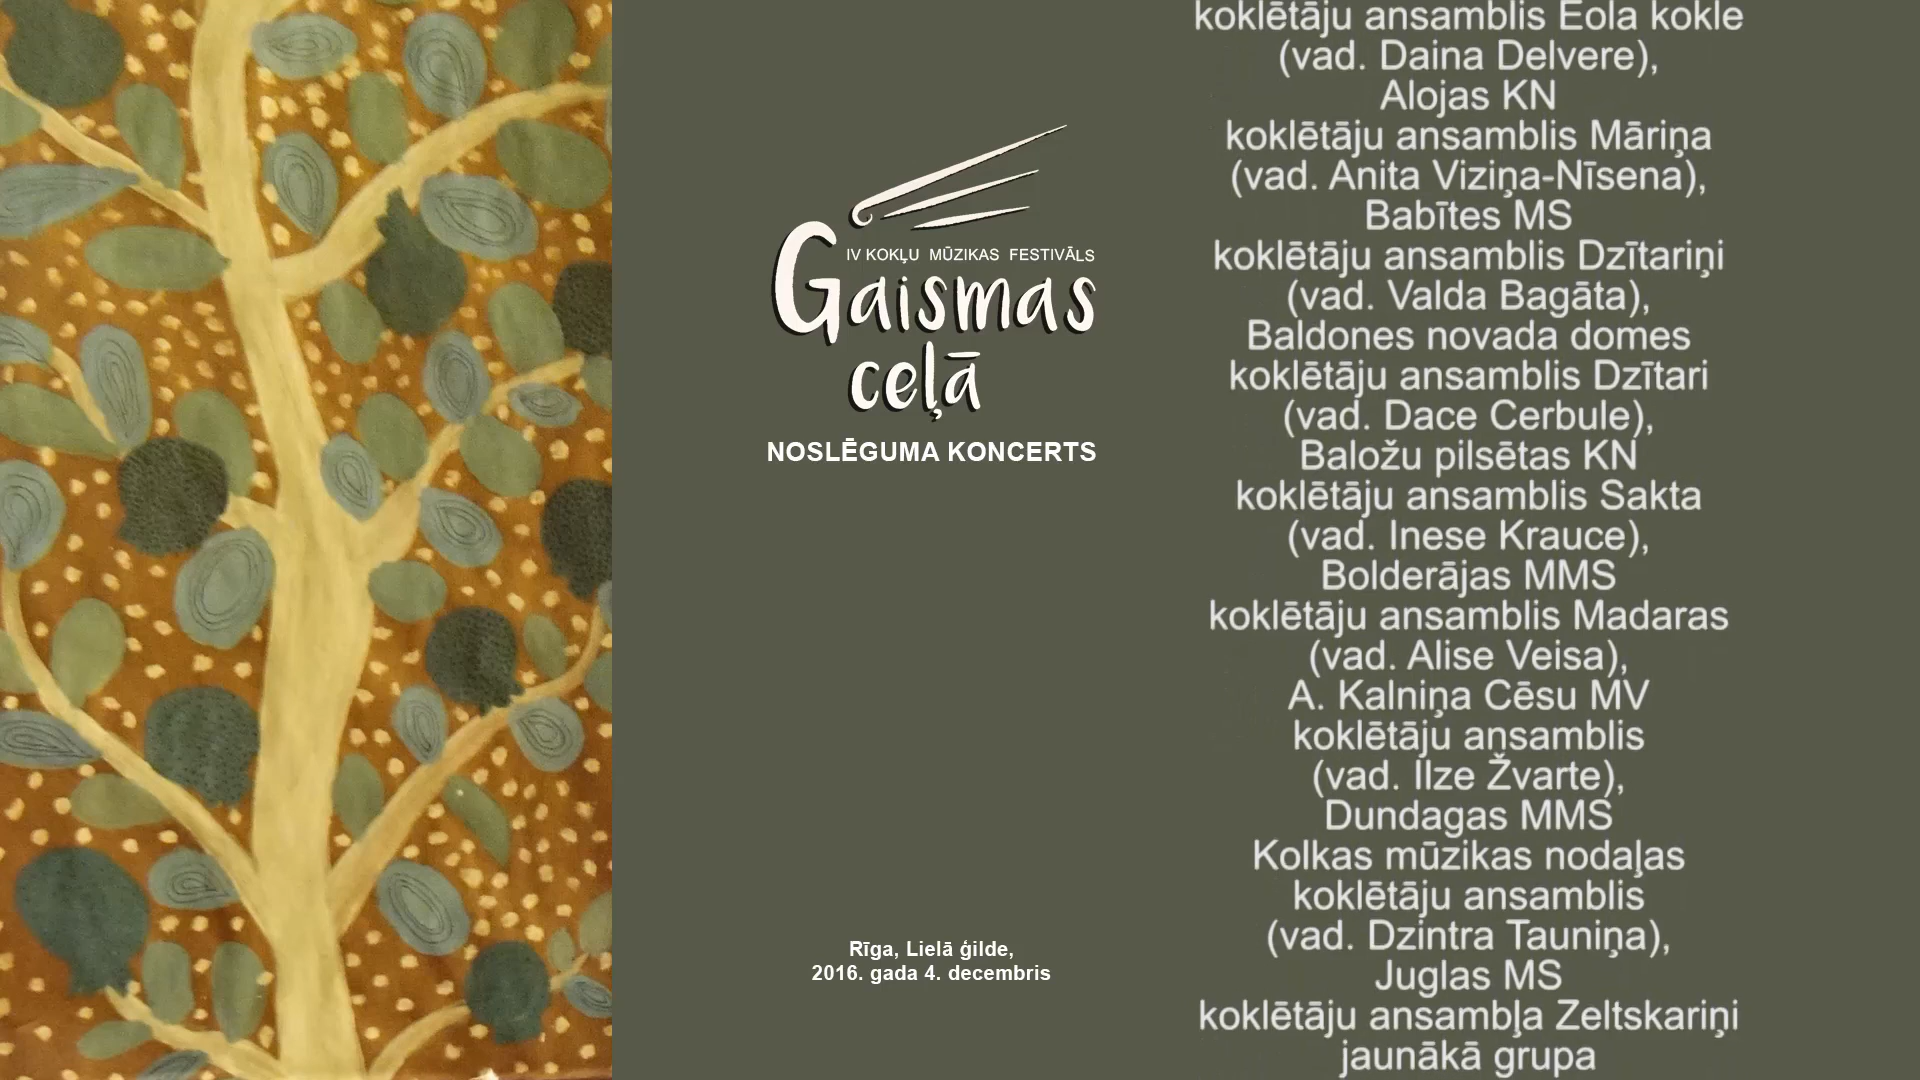 IV KOKĻU MŪZIKAS FESTIVĀLS
Gaismas
ceļā
NOSLĒGUMA KONCERTS
Rīga, Lielā ģilde,
2016. gada 4. decembris
koklētāju ansamblis Eola kokle
(vad. Daina Delvere),
Alojas KN
koklētāju ansamblis Māriņa
(vad. Anita Viziņa-Nīsena),
Babītes MS
koklētāju ansamblis Dzītariņi
(vad. Valda Bagāta),
Baldones novada domes
koklētāju ansamblis Dzītari
(vad. Dace Cerbule),
Baložu pilsētas KN
koklētāju ansamblis Sakta
(vad. Inese Krauce),
Bolderājas MMS
koklētāju ansamblis Madaras
(vad. Alise Veisa),
A. Kalniņa Cēsu MV
koklētāju ansamblis
(vad. Ilze Žvarte),
Dundagas MMS
Kolkas mūzikas nodaļas
koklētāju ansamblis
(vad. Dzintra Tauniņa),
Juglas MS
koklētāju ansambļa Zeltskariņi
jaunākā grupa